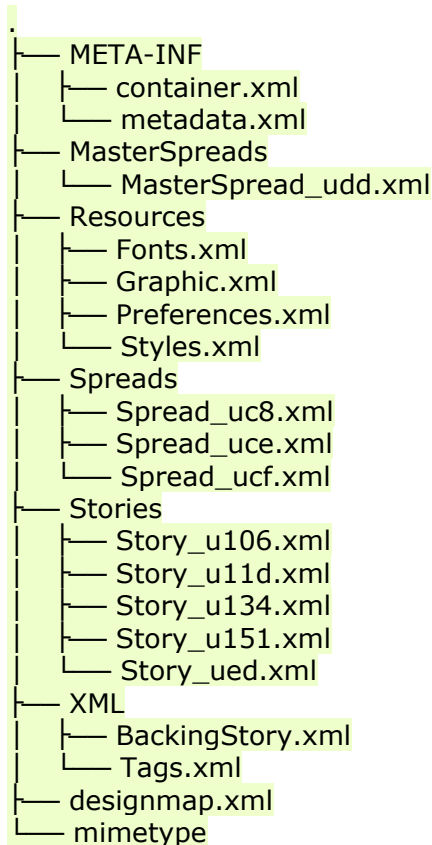 .
├── META-INF
│   ├── container.xml
│   └── metadata.xml
├── MasterSpreads
│   └── MasterSpread_udd.xml
├── Resources
│   ├── Fonts.xml
│   ├── Graphic.xml
│   ├── Preferences.xml
│   └── Styles.xml
├── Spreads
│   ├── Spread_uc8.xml
│   ├── Spread_uce.xml
│   └── Spread_ucf.xml
├── Stories
│   ├── Story_u106.xml
│   ├── Story_u11d.xml
│   ├── Story_u134.xml
│   ├── Story_u151.xml
│   └── Story_ued.xml
├── XML
│   ├── BackingStory.xml
│   └── Tags.xml
├── designmap.xml
└── mimetype